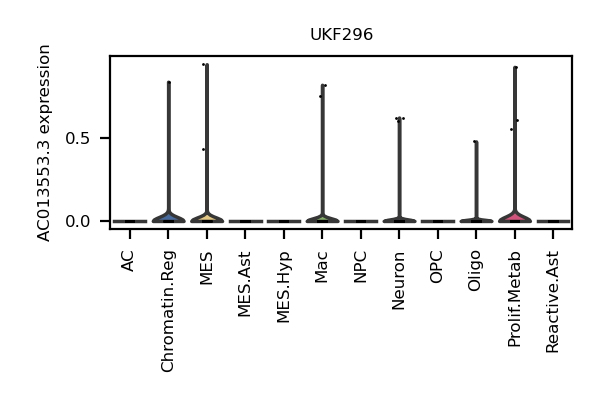 UKF296
AC013553.3 expression
0.5
0.0
AC
Chromatin.Reg
MES
MES.Ast
MES.Hyp
Mac
NPC
Neuron
OPC
Oligo
Prolif.Metab
Reactive.Ast